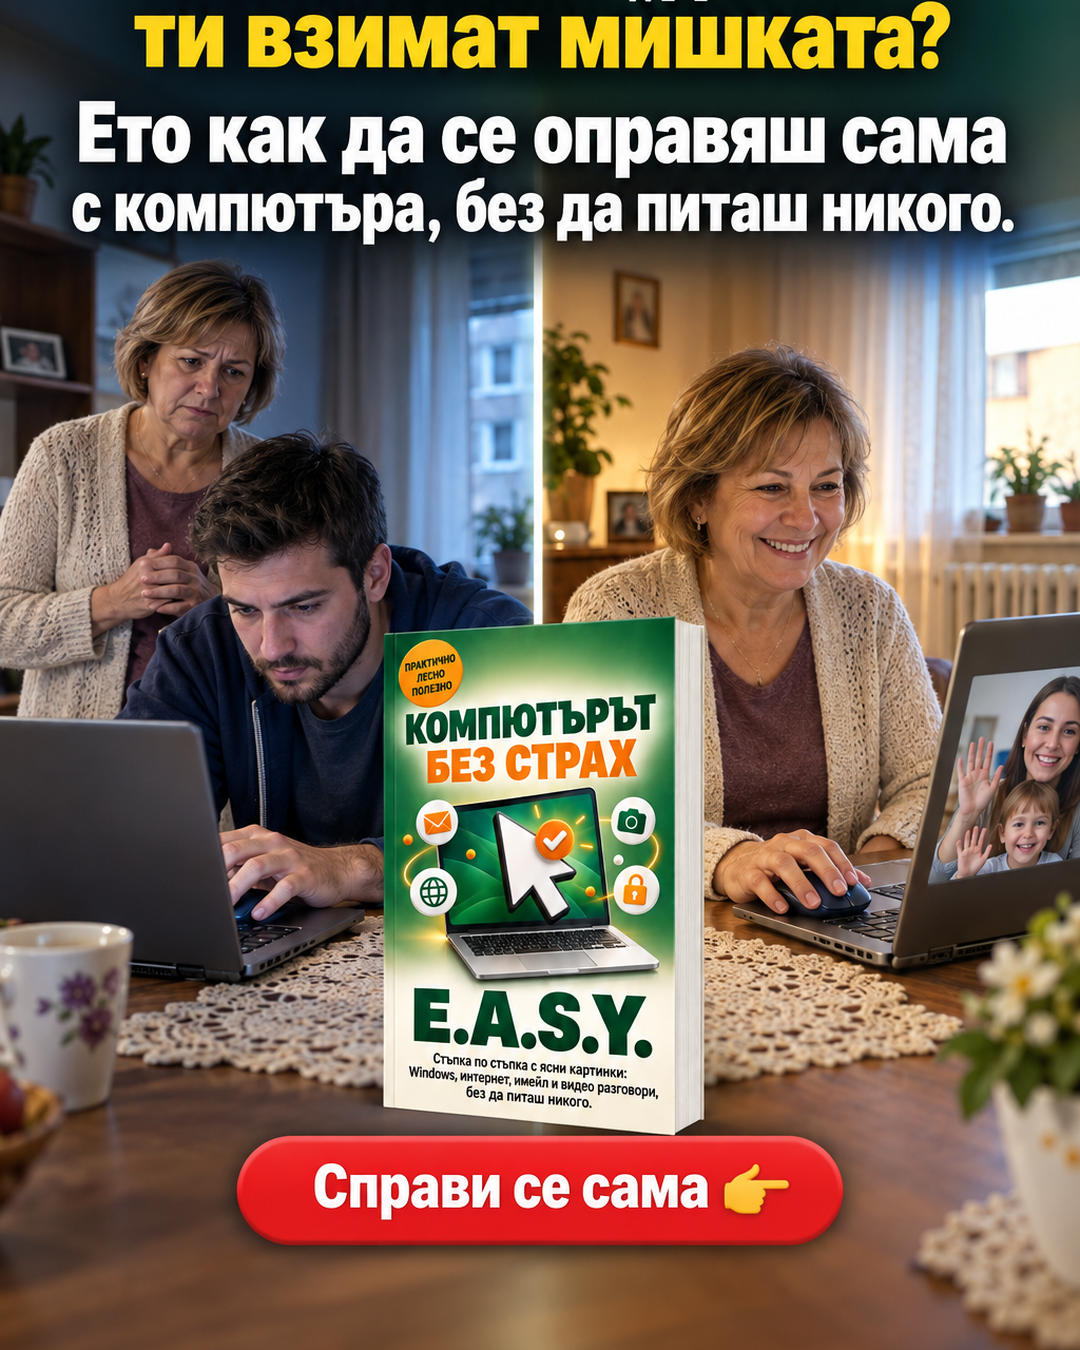 ти взимат мишката?
Ето как да се оправяш сама
с компютъра, без да питаш никого.
ПРАКТИЧНО
ЛЕСНО
ПОЛЕЗНО
КОМПЮТЪРЪТ
БЕЗ СТРАХ
E.A.S.Y.
Стъпка по стъпка с ясни картинки:
Windows, интернет, имейл и видео разговори,
без да питаш никого.
Справи се сама 👉